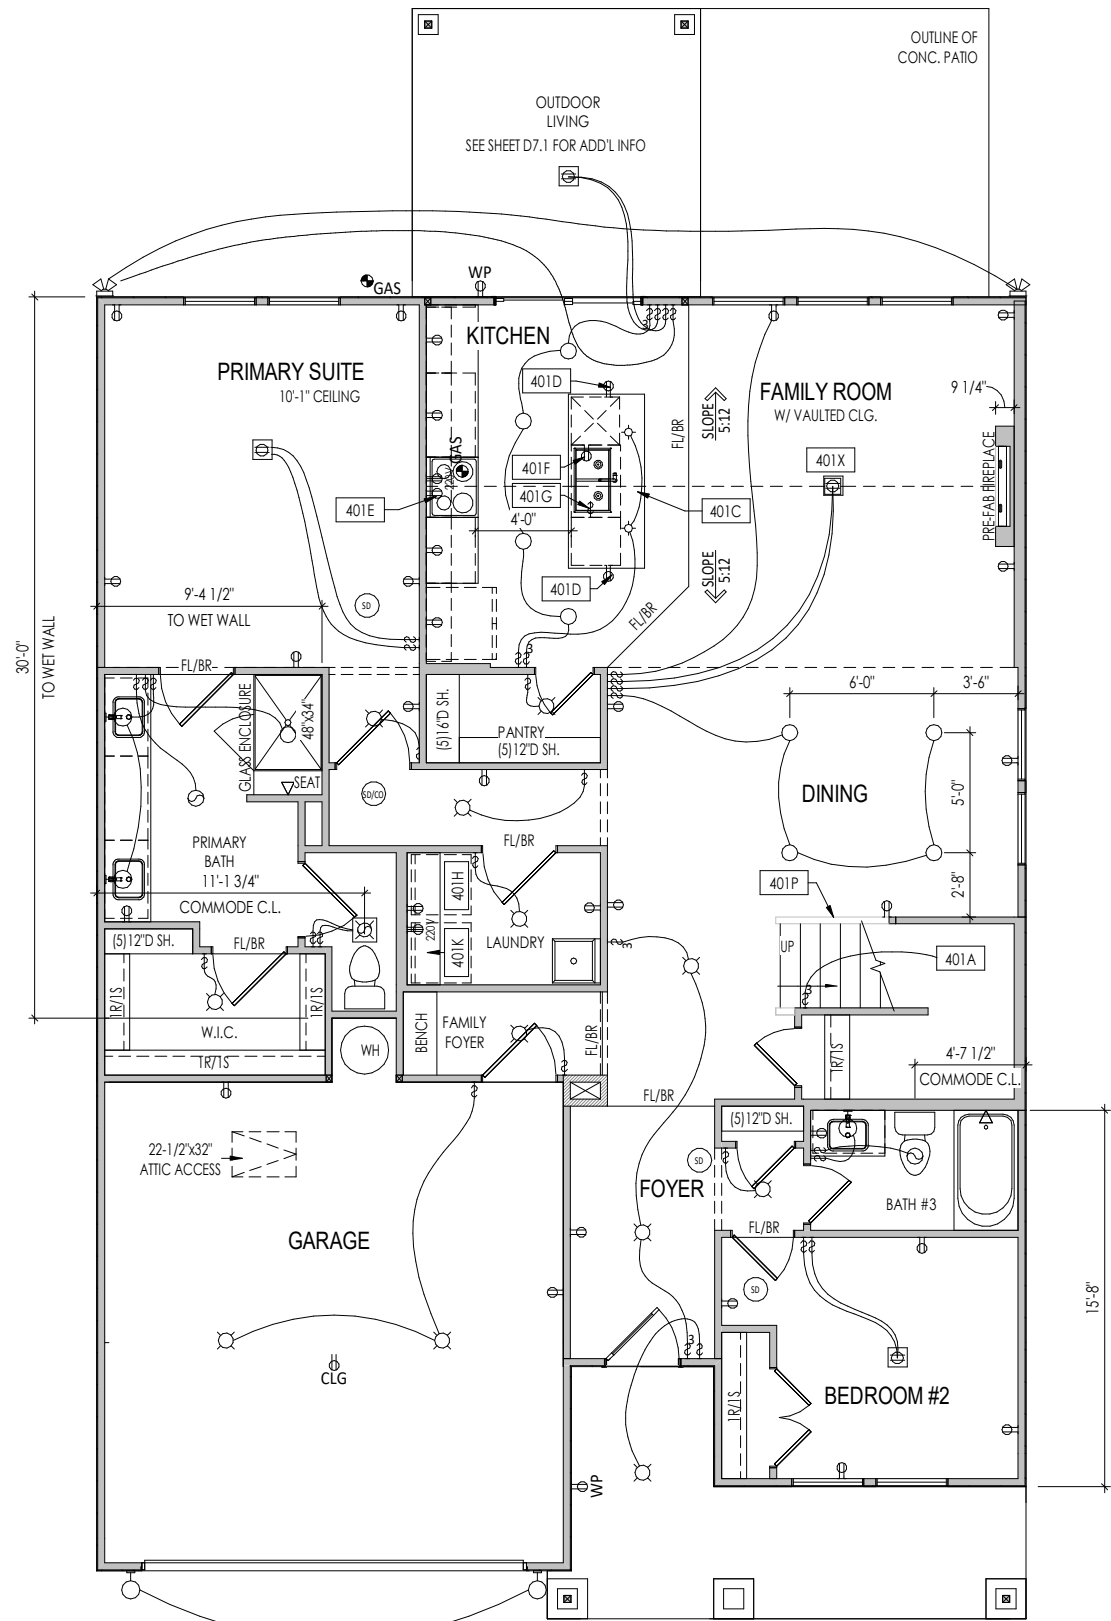 OUTLINE OF
CONC. PATIO
OUTDOOR
LIVING
SEE SHEET D7.1 FOR ADD'L INFO
GAS
WP
KITCHEN
PRIMARY SUITE
10'-1" CEILING
FAMILY ROOM
W/ VAULTED CLG.
9 1/4"
401D
SLOPE
5:12
FL/BR
GAS
220V
401F
401X
401G
401E
401C
4'-0"
PRE-FAB FIREPLACE
401D
SLOPE
5:12
9'-4 1/2"
TO WET WALL
SD
FL/BR
30'-0"
TO WET WALL
3
3
FL/BR
6'-0"
3'-6"
GLASS ENCLOSURE
48"x34"
(5)16"D SH.
PANTRY
(5)12"D SH.
SEAT
SD/CO
DINING
5'-0"
PRIMARY
BATH
11'-1 3/4"
COMMODE C.L.
FL/BR
401H
401P
2'-8"
220V
401K
LAUNDRY
3
(5)12"D SH.
FL/BR
UP
401A
3
1R/1S
1R/1S
W.I.C.
1R/1S
BENCH
FAMILY
FOYER
FL/BR
WH
1R/1S
4'-7 1/2"
COMMODE C.L.
FL/BR
(5)12"D SH.
22-1/2"x32"
ATTIC ACCESS
SD
FOYER
BATH #3
GARAGE
FL/BR
SD
15'-8"
3
CLG
1R/1S
BEDROOM #2
WP